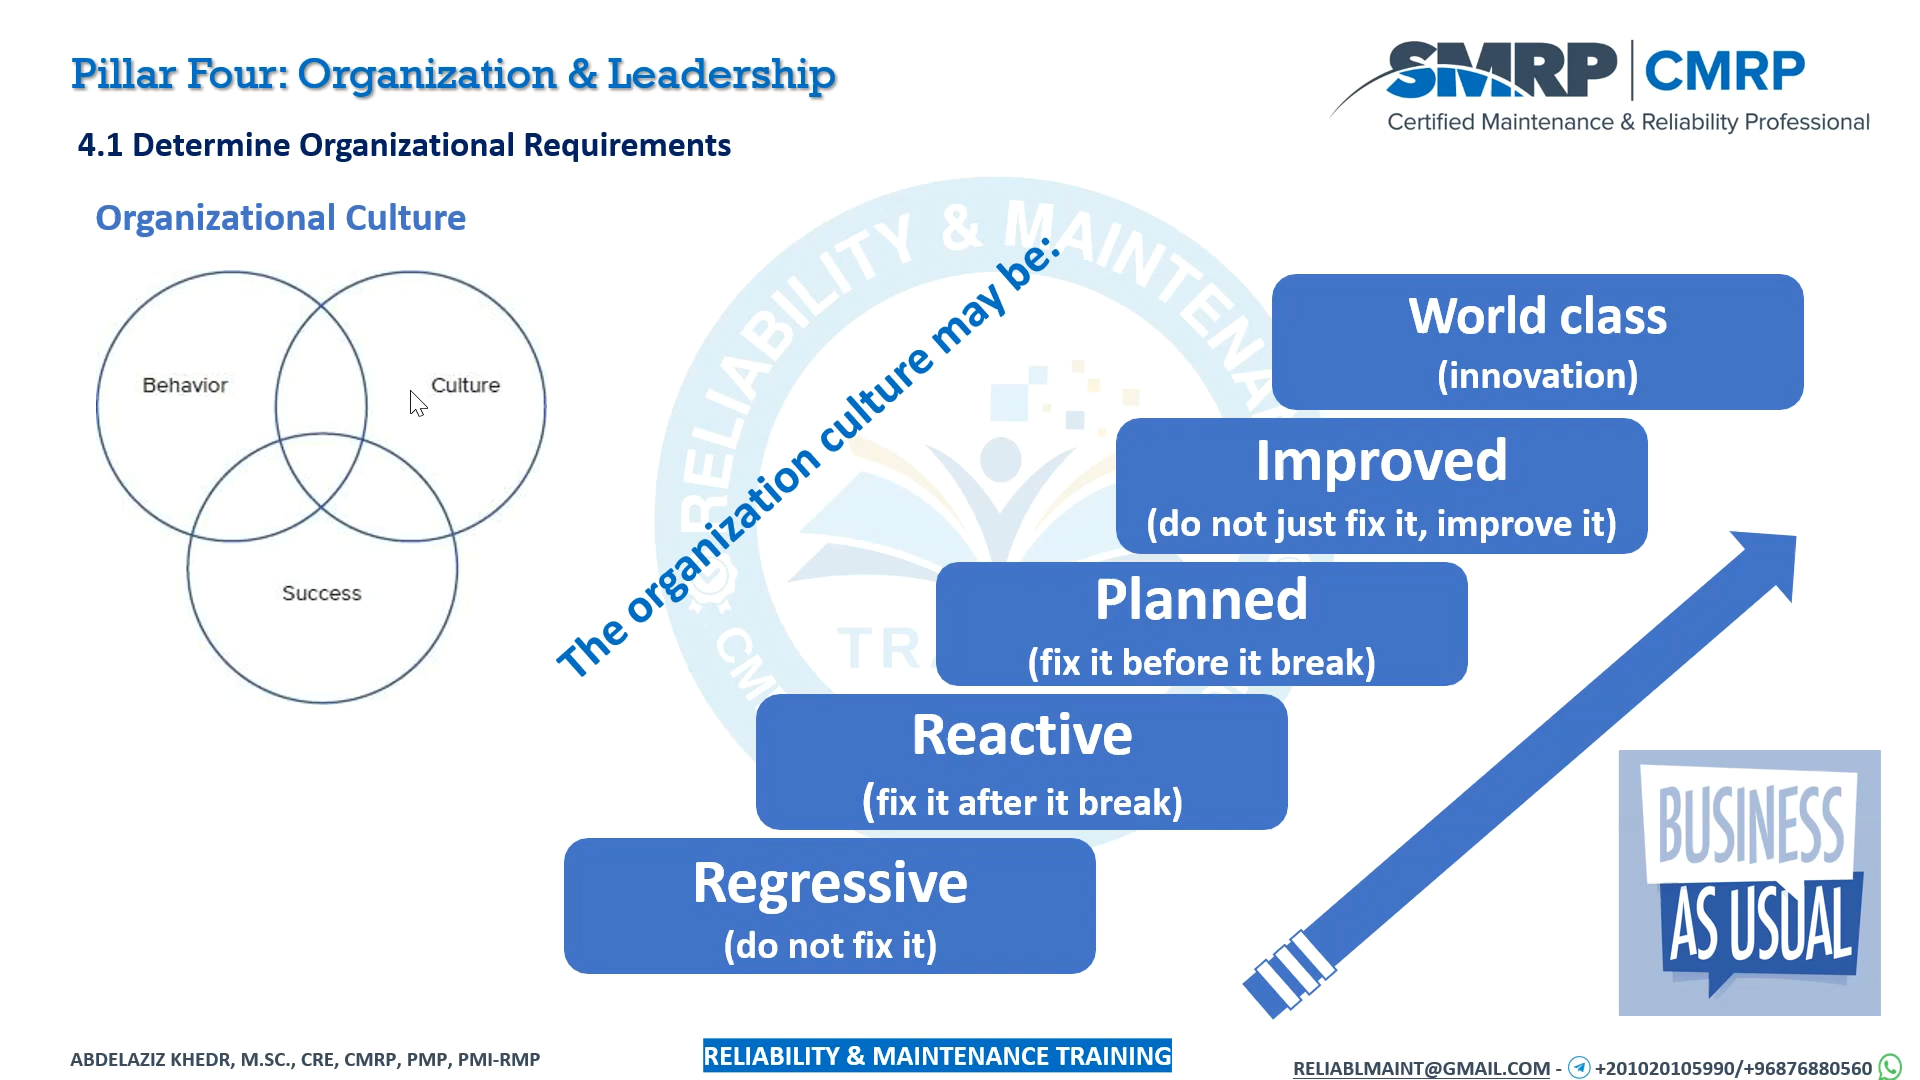 Pillar Four: Organization & Leadership
SMRP | CMRP
Certified Maintenance & Reliability Professional
4.1 Determine Organizational Requirements
Organizational Culture
Behavior
Culture
Success
The organization culture may be:
World class
(innovation)
Improved
(do not just fix it, improve it)
Planned
(fix it before it break)
Reactive
(fix it after it break)
Regressive
(do not fix it)
BUSINESS
AS USUAL
RELIABILITY & MAINTENA
TR
ABDELAZIZ KHEDR, M.SC., CRE, CMRP, PMP, PMI-RMP
RELIABILITY & MAINTENANCE TRAINING
RELIABLMAINT@GMAIL.COM - +201020105990/+96876880560